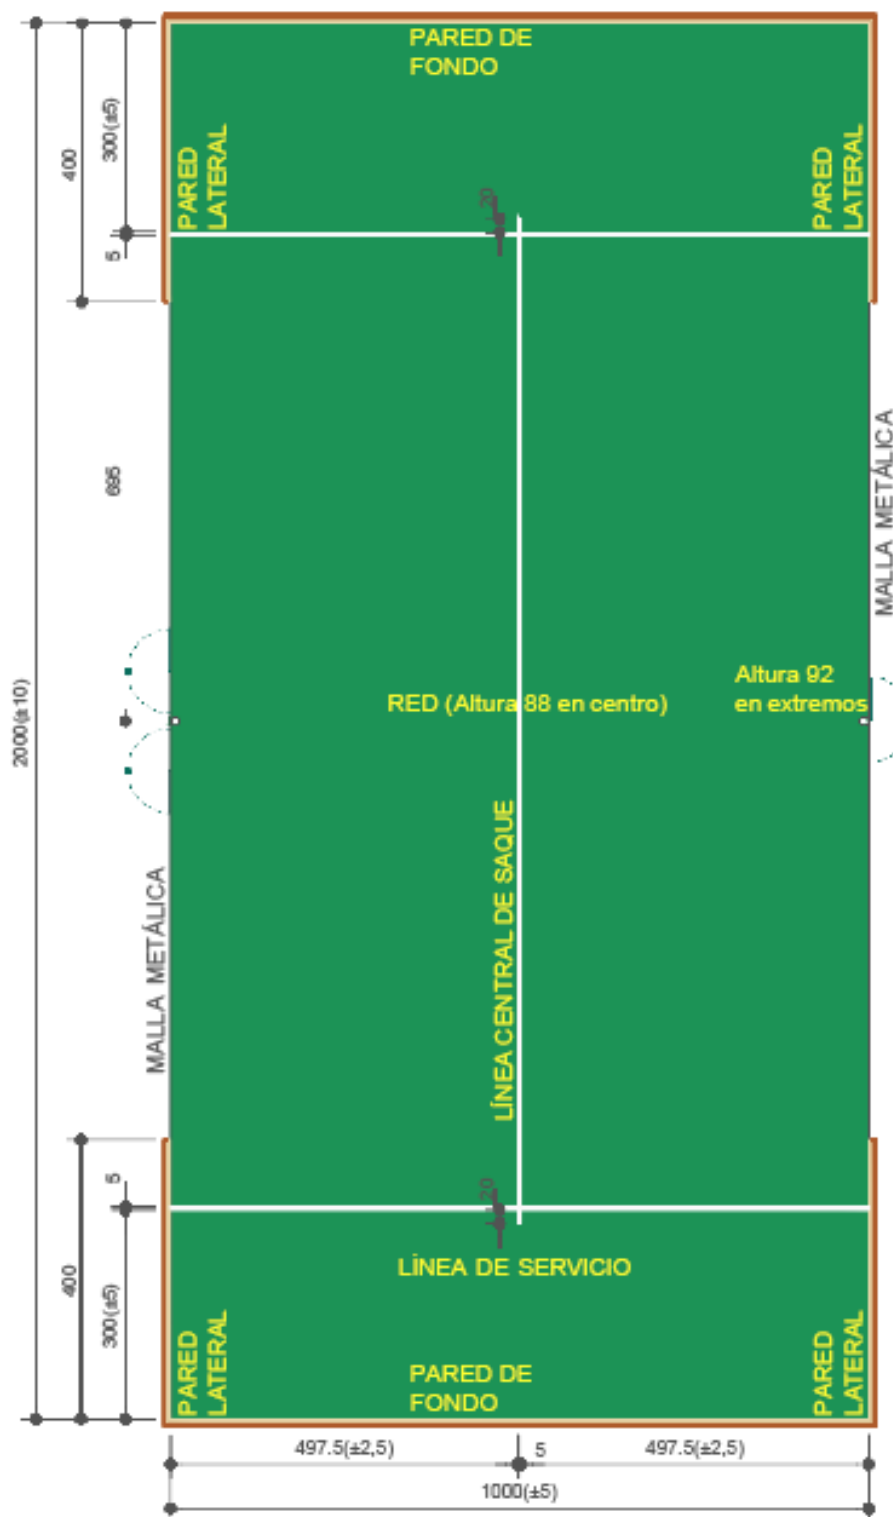 PARED DE
FONDO
300(±5)
400
PARED
LATERAL
PARED
LATERAL
20
5
695
MALLA METÁLICA
2000(±10)
Altura 92
en extremos
RED (Altura 88 en centro)
MALLA METÁLICA
LÍNEA CENTRAL DE SAQUE
5
20
400
300(±5)
LÍNEA DE SERVICIO
PARED
LATERAL
PARED DE
FONDO
PARED
LATERAL
497.5(±2,5)
5
497.5(±2,5)
1000(±5)